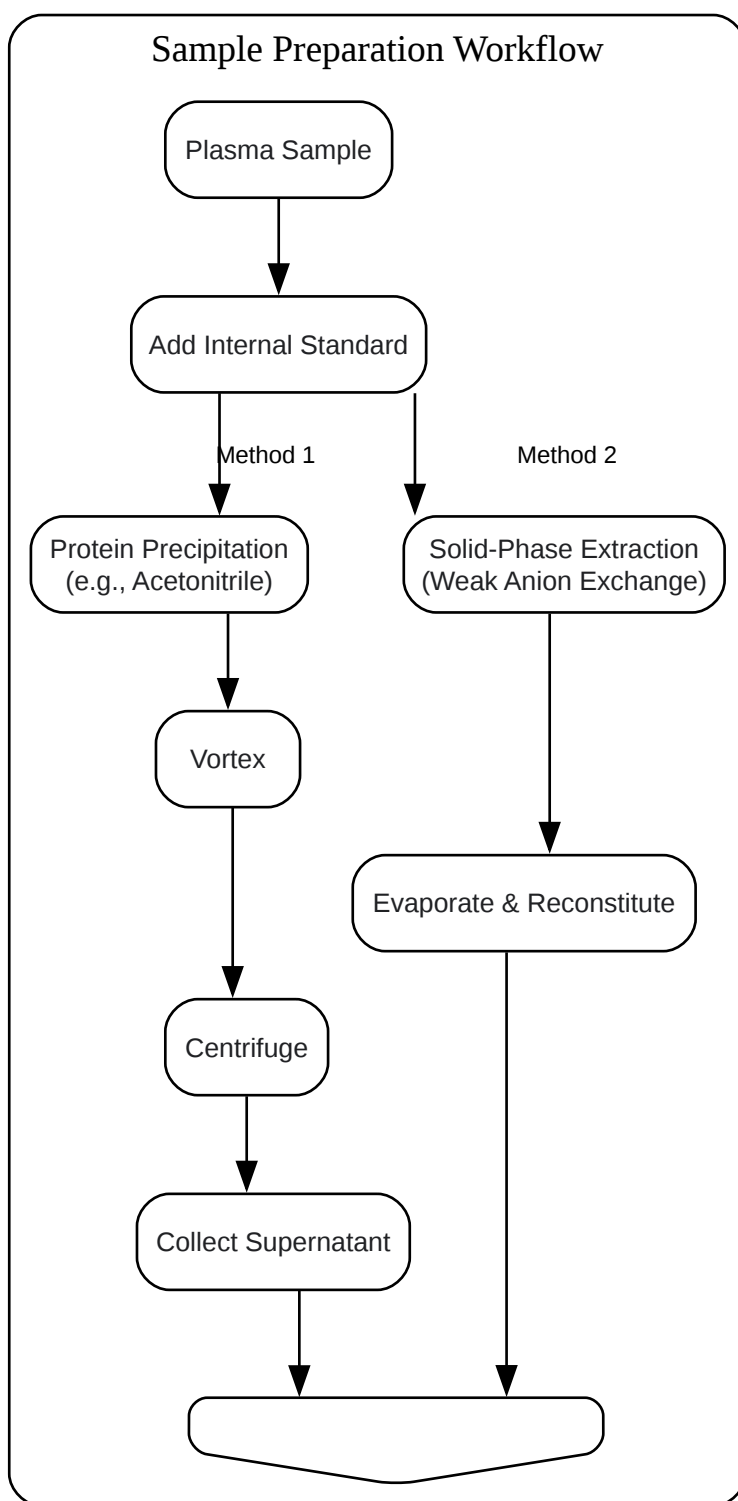 Sample Preparation Workflow
Plasma Sample
Add Internal Standard
Method 1
Method 2
Protein Precipitation
(e.g., Acetonitrile)
Solid-Phase Extraction
(Weak Anion Exchange)
Vortex
Evaporate & Reconstitute
Centrifuge
Collect Supernatant